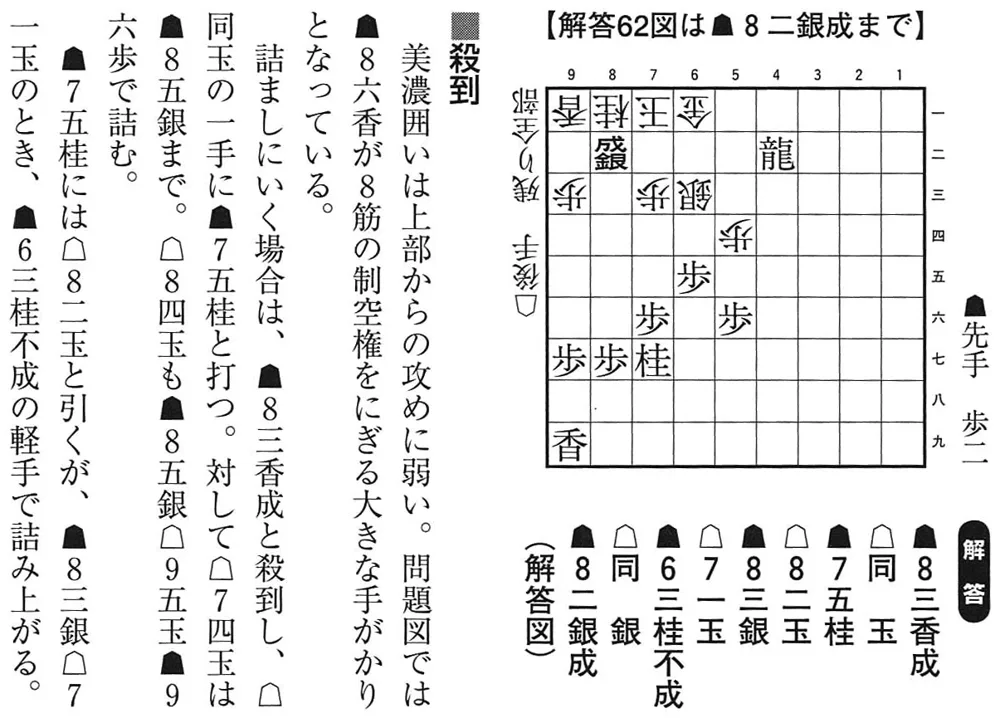 【解答62図は☗８二銀成まで】
☗先手　歩二
9 8 7 6 5 4 3 2 1
香 桂 王 金 一
成銀 龍 二
歩 歩 銀 三
歩 四
歩 五
歩 歩 六
歩 歩 桂 七
八
香 九
☖後手　残り全部
解答
☗８三香成
☖同　玉
☗７五桂
☖８二玉
☗８三銀
☖７一玉
☗６三桂不成
☖同　銀
☗８二銀成
（解答図）
■殺到
美濃囲いは上部からの攻めに弱い。問題図では
☗８六香が８筋の制空権をにぎる大きな手がかり
となっている。
詰ましにいく場合は、☗８三香成と殺到し、☖
同玉の一手に☗７五桂と打つ。対して☖７四玉は
☗８五銀まで。☖８四玉も☗８五銀☖９五玉☗９
六歩で詰む。
☗７五桂には☖８二玉と引くが、☗８三銀☖７
一玉のとき、☗６三桂不成の軽手で詰み上がる。